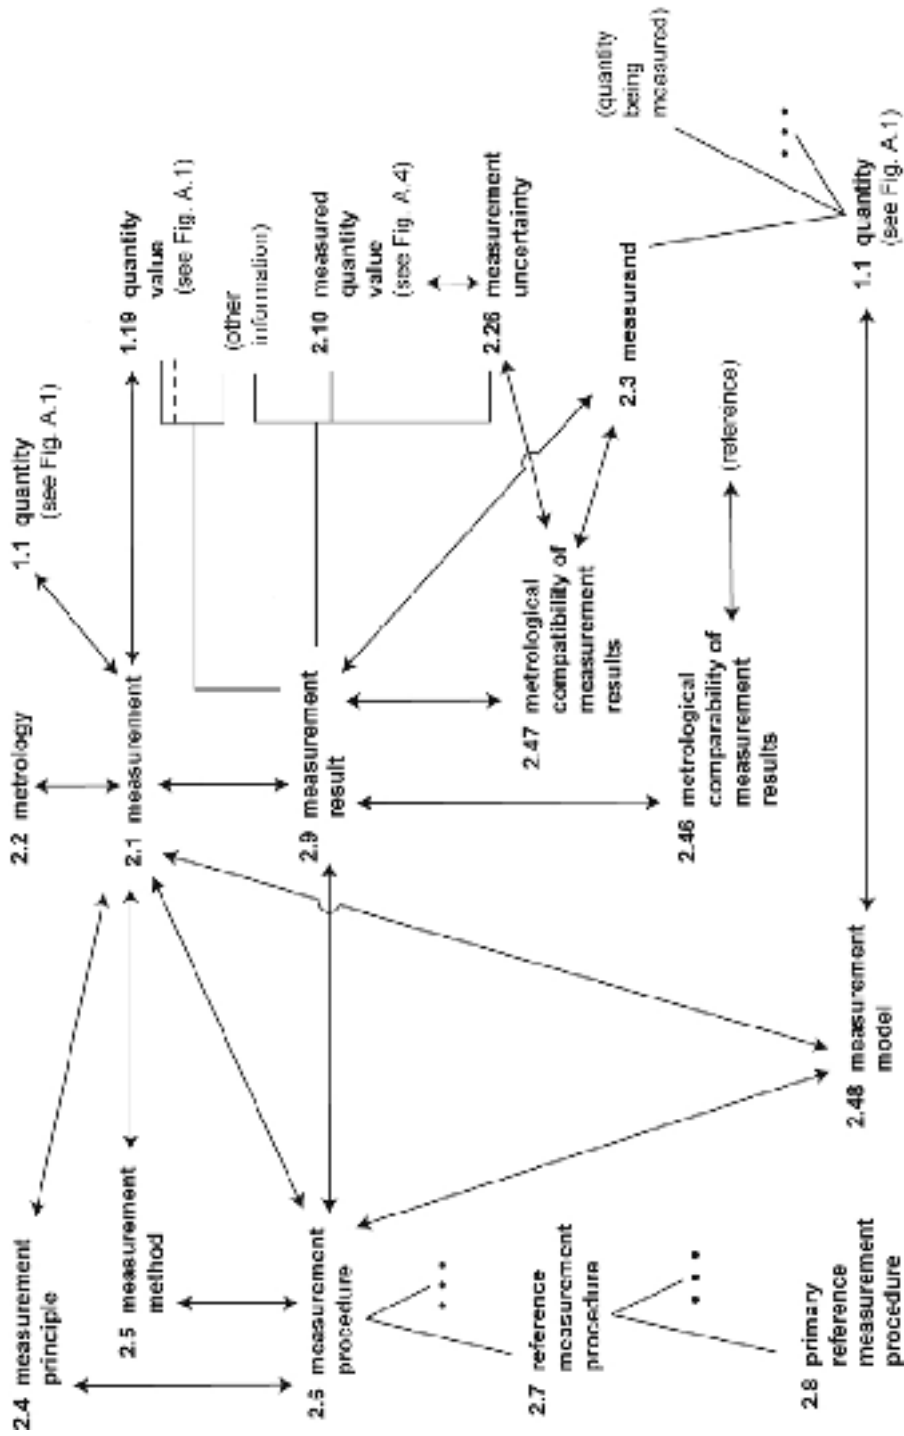 2.4 measurement
principle
2.2 metrology
1.1 quantity
(see Fig. A.1)
2.5 measurement
method
2.1 measurement
1.19 quantity
value
(see Fig. A.1)
(other
information)
2.6 measurement
procedure
2.9 measurement
result
2.10 measured
quantity
value
(see Fig. A.4)
2.26 measurement
uncertainty
2.7 reference
measurement
procedure
2.47 metrological
compatibility of
measurement
results
2.3 measurand
(quantity
being
measured)
2.46 metrological
comparability of
measurement
results
(reference)
2.8 primary
reference
measurement
procedure
2.48 measurement
model
1.1 quantity
(see Fig. A.1)